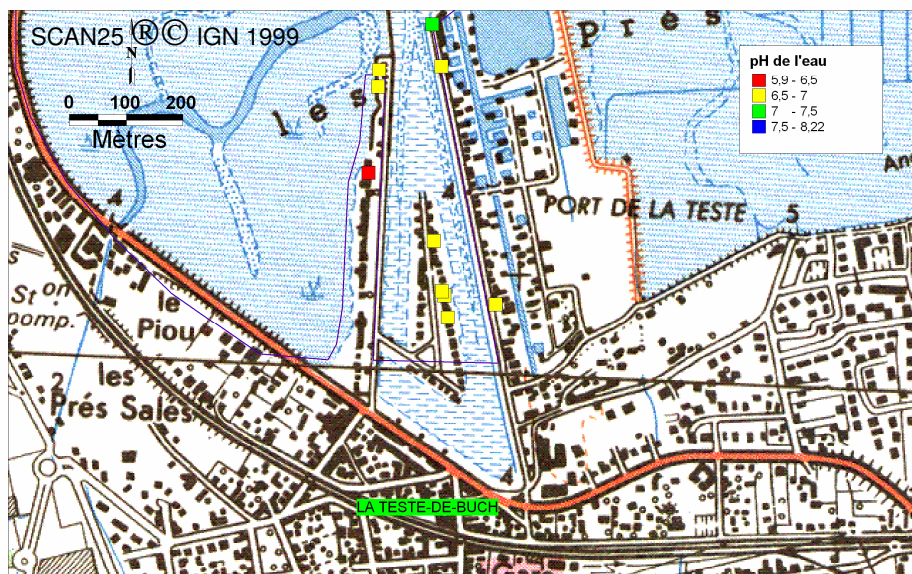 SCAN25 ®© IGN 1999
N
0 100 200
Mètres
Prés
les
pH de l'eau
5,9 - 6,5
6,5 - 7
7 - 7,5
7,5 - 8,22
4
4
PORT DE LA TESTE
5
s
St on
pomp.
le
Piou
les
2
Prés Salés
LA TESTE-DE-BUCH